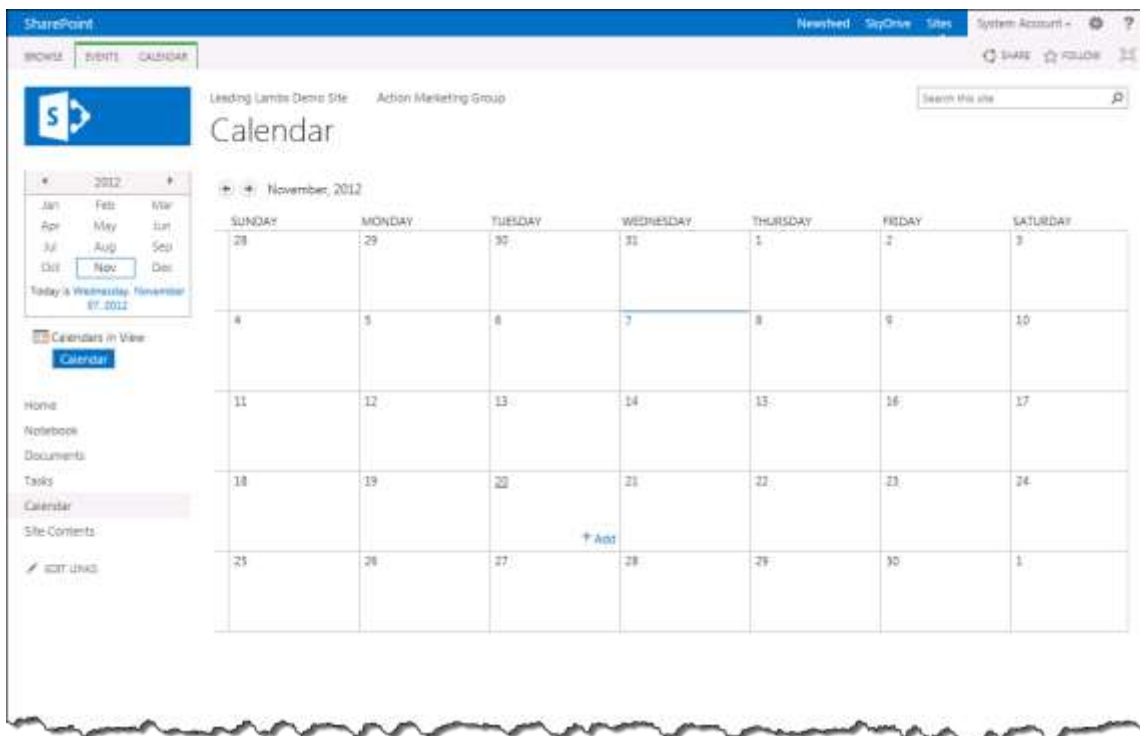 SharePoint
Newsfeed SkyDrive Sites System Account ?
BROWSE EVENTS CALENDAR
SHARE FOLLOW
S
Leading Lambs Demo Site Action Marketing Group
Search this site
Calendar
2012
Jan Feb Mar
Apr May Jun
Jul Aug Sep
Oct Nov Dec
Today is Wednesday, November
07, 2012
Calendars in View
Calendar
Home
Notebook
Documents
Tasks
Calendar
Site Contents
EDIT LINKS
November, 2012
SUNDAY MONDAY TUESDAY WEDNESDAY THURSDAY FRIDAY SATURDAY
28 29 30 31 1 2 3
4 5 6 7 8 9 10
11 12 13 14 15 16 17
18 19 20 21 22 23 24
+ Add
25 26 27 28 29 30 1